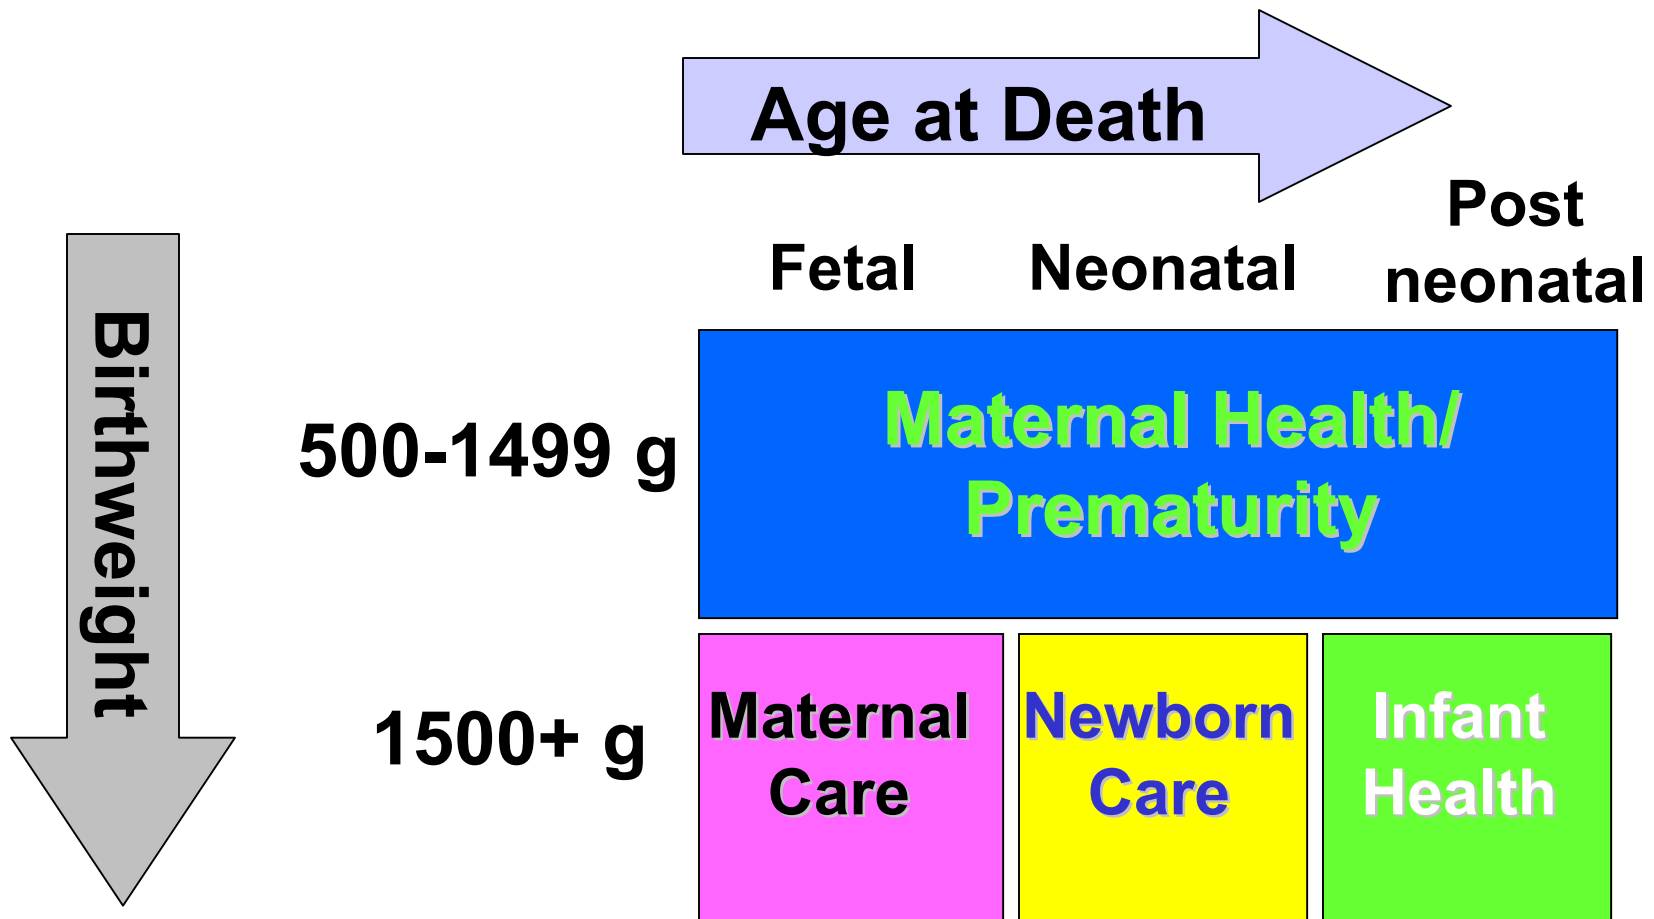 Age at Death
Fetal
Neonatal
Post
neonatal
Birthweight
500-1499 g
Maternal Health/
Prematurity
1500+ g
Maternal
Care
Newborn
Care
Infant
Health